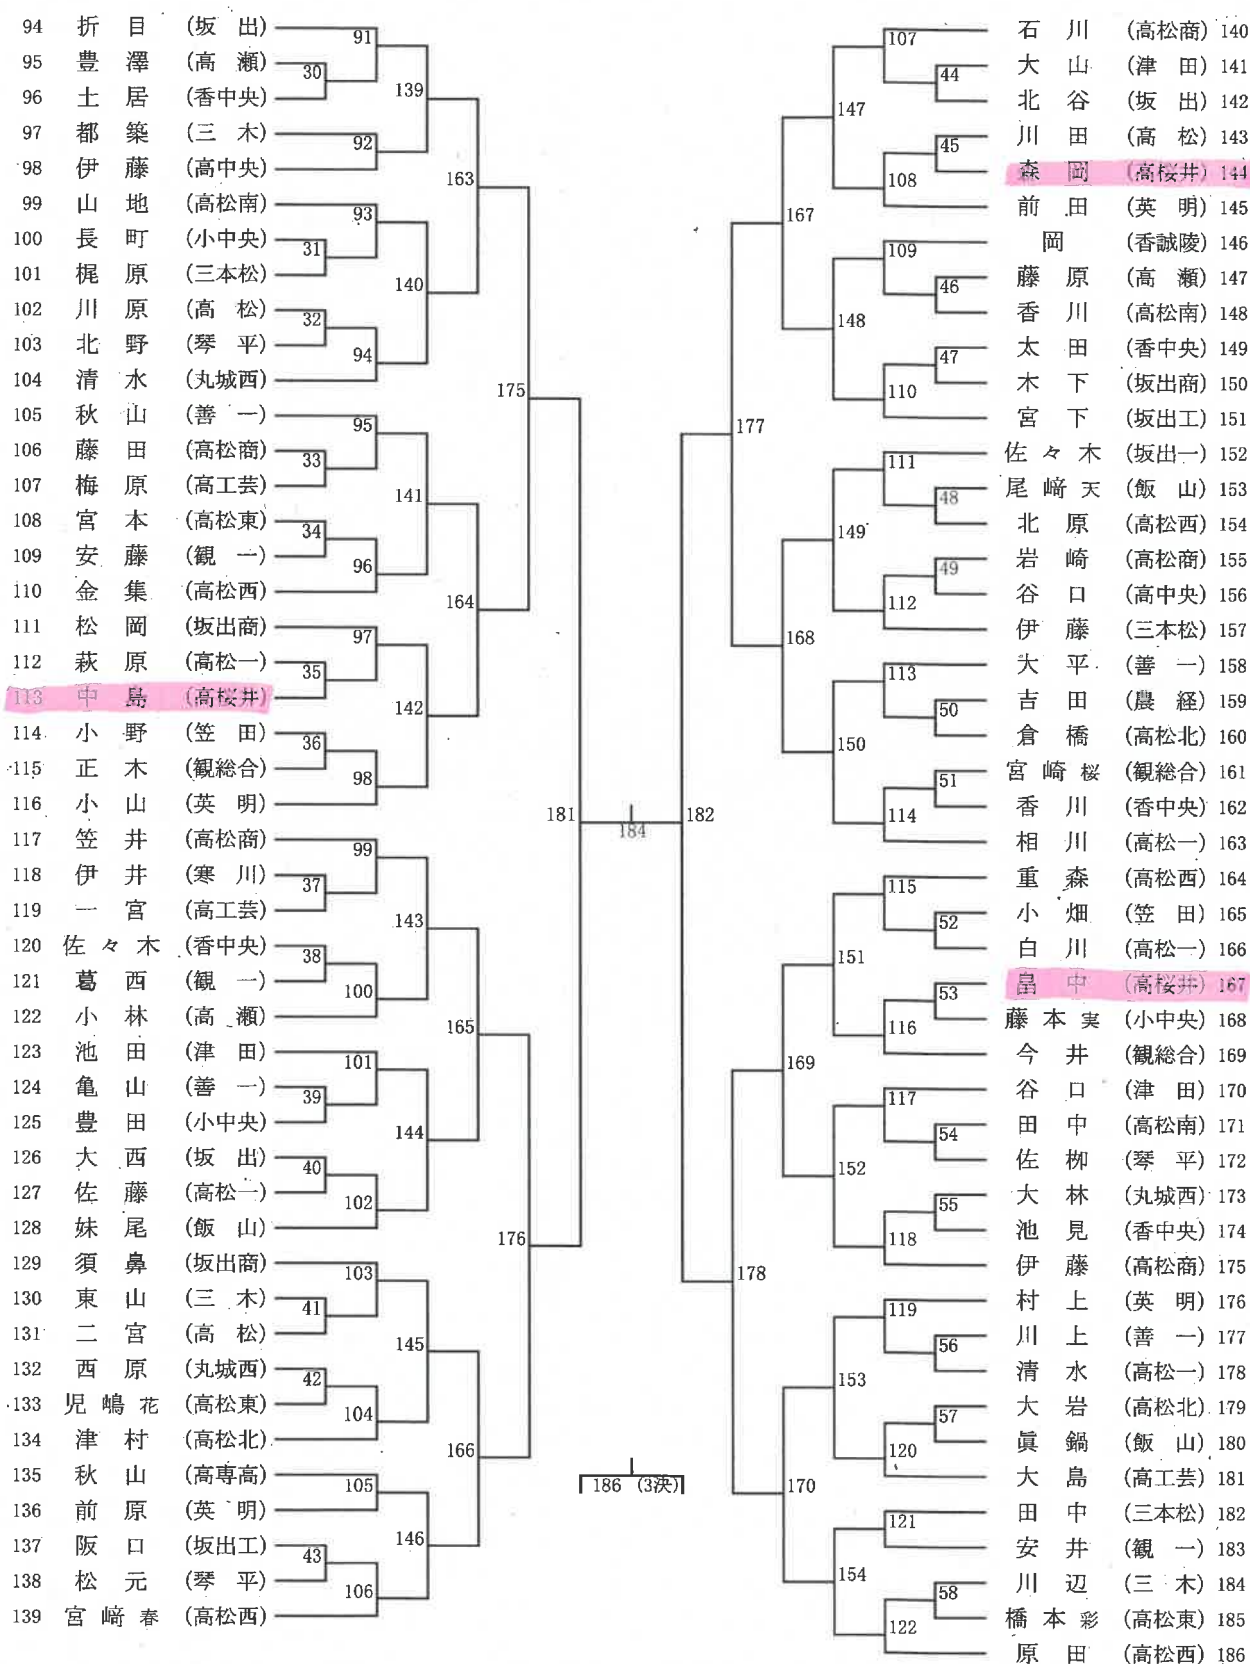 94 折目 (坂出)
95 豊澤 (高瀬)
96 土居 (香中央)
97 都築 (三木)
98 伊藤 (高中央)
99 山地 (高松南)
100 長町 (小中央)
101 梶原 (三本松)
102 川原 (高松)
103 北野 (琴平)
104 清水 (丸城西)
105 秋山 (善一)
106 藤田 (高松商)
107 梅原 (高工芸)
108 宮本 (高松東)
109 安藤 (観一)
110 金集 (高松西)
111 松岡 (坂出商)
112 萩原 (高松一)
113 中島 (高桜井)
114 小野 (笠田)
115 正木 (観総合)
116 小山 (英明)
117 笠井 (高松商)
118 伊井 (寒川)
119 一宮 (高工芸)
120 佐々木 (香中央)
121 葛西 (観一)
122 小林 (高瀬)
123 池田 (津田)
124 亀山 (善一)
125 豊田 (小中央)
126 大西 (坂出)
127 佐藤 (高松一)
128 妹尾 (飯山)
129 須鼻 (坂出商)
130 東山 (三木)
131 二宮 (高松)
132 西原 (丸城西)
133 児嶋花 (高松東)
134 津村 (高松北)
135 秋山 (高専高)
136 前原 (英明)
137 阪口 (坂出工)
138 松元 (琴平)
139 宮﨑春 (高松西)
30
31
32
33
34
35
36
37
38
39
40
41
42
43
91
92
93
94
95
96
97
98
99
100
101
102
103
104
105
106
139
140
141
142
143
144
145
146
163
164
165
166
175
176
181
184
182
186 (3決)
177
178
167
168
169
170
147
148
149
150
151
152
153
154
107
108
109
110
111
112
113
114
115
116
117
118
119
120
121
122
44
45
46
47
48
49
50
51
52
53
54
55
56
57
58
石川 (高松商) 140
大山 (津田) 141
北谷 (坂出) 142
川田 (高松) 143
森岡 (高桜井) 144
前田 (英明) 145
岡 (香誠陵) 146
藤原 (高瀬) 147
香川 (高松南) 148
太田 (香中央) 149
木下 (坂出商) 150
宮下 (坂出工) 151
佐々木 (坂出一) 152
尾﨑天 (飯山) 153
北原 (高松西) 154
岩崎 (高松商) 155
谷口 (高中央) 156
伊藤 (三本松) 157
大平 (善一) 158
吉田 (農経) 159
倉橋 (高松北) 160
宮崎桜 (観総合) 161
香川 (香中央) 162
相川 (高松一) 163
重森 (高松西) 164
小畑 (笠田) 165
白川 (高松一) 166
畠中 (高桜井) 167
藤本実 (小中央) 168
今井 (観総合) 169
谷口 (津田) 170
田中 (高松南) 171
佐栁 (琴平) 172
大林 (丸城西) 173
池見 (香中央) 174
伊藤 (高松商) 175
村上 (英明) 176
川上 (善一) 177
清水 (高松一) 178
大岩 (高松北) 179
眞鍋 (飯山) 180
大島 (高工芸) 181
田中 (三本松) 182
安井 (観一) 183
川辺 (三木) 184
橋本彩 (高松東) 185
原田 (高松西) 186